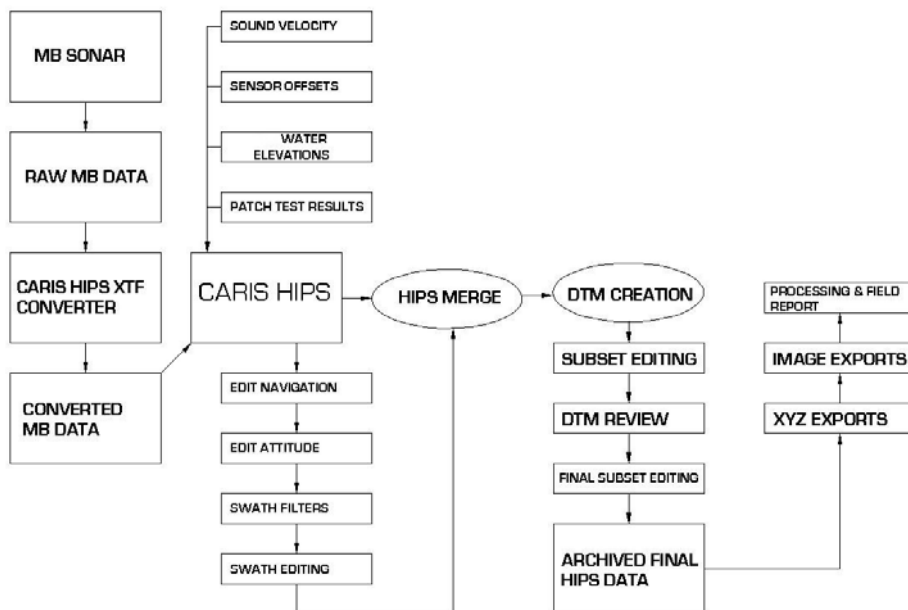 MB SONAR
RAW MB DATA
CARIS HIPS XTF
CONVERTER
CONVERTED
MB DATA
SOUND VELOCITY
SENSOR OFFSETS
WATER
ELEVATIONS
PATCH TEST RESULTS
CARIS HIPS
EDIT NAVIGATION
EDIT ATTITUDE
SWATH FILTERS
SWATH EDITING
HIPS MERGE
DTM CREATION
SUBSET EDITING
DTM REVIEW
FINAL SUBSET EDITING
ARCHIVED FINAL
HIPS DATA
PROCESSING & FIELD
REPORT
IMAGE EXPORTS
XYZ EXPORTS